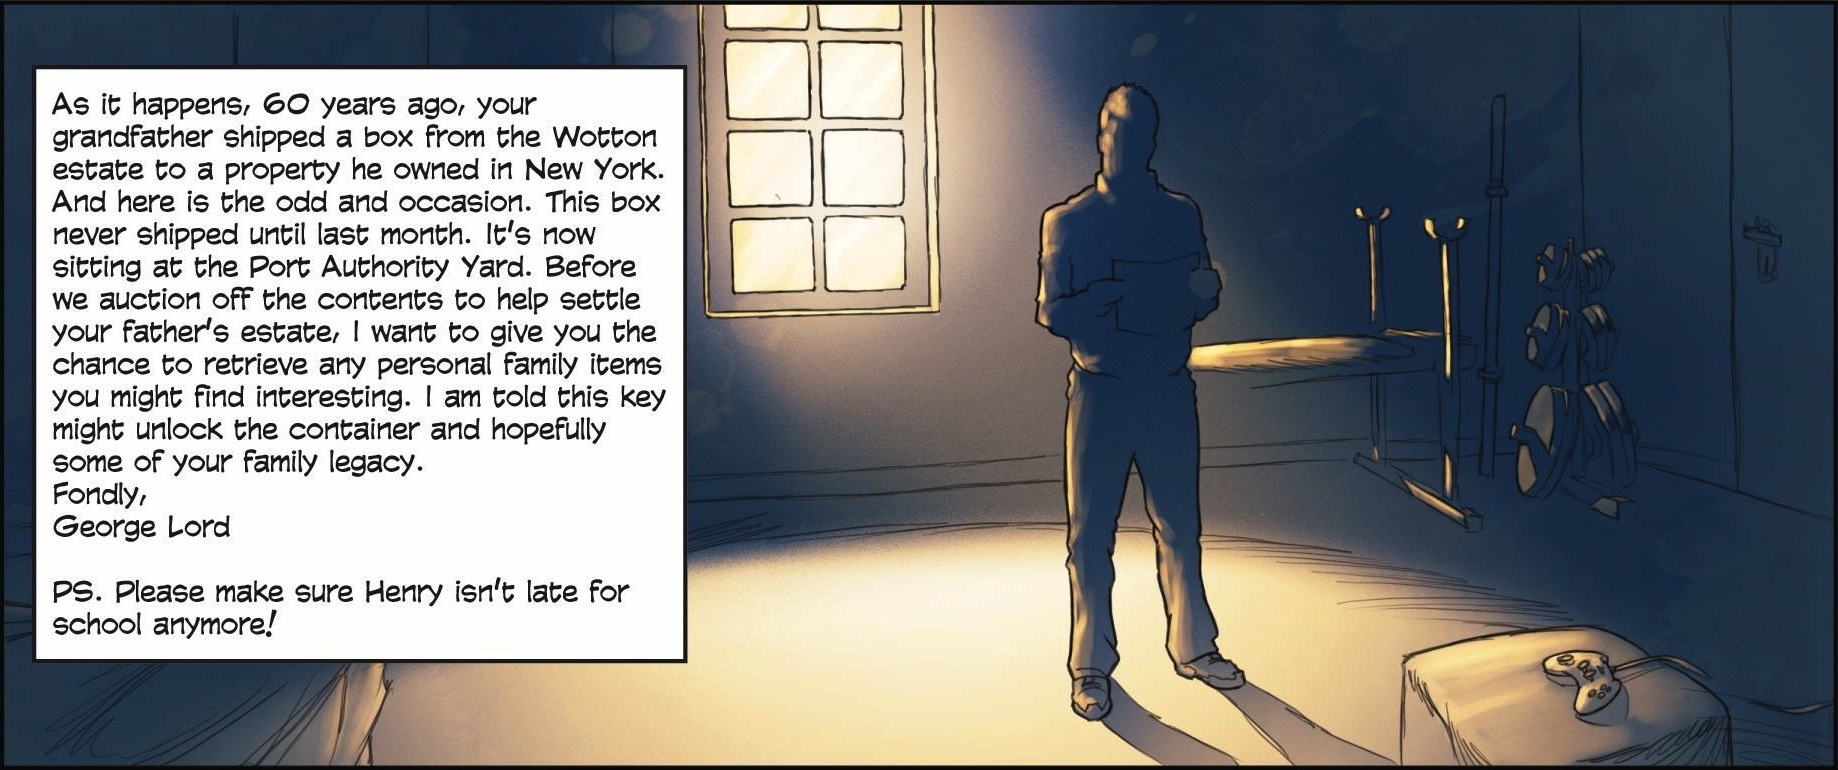 As it happens, 60 years ago, your
grandfather shipped a box from the Wotton
estate to a property he owned in New York.
And here is the odd and occasion. This box
never shipped until last month. It's now
sitting at the Port Authority Yard. Before
we auction off the contents to help settle
your father's estate, I want to give you the
chance to retrieve any personal family items
you might find interesting. I am told this key
might unlock the container and hopefully
some of your family legacy.
Fondly,
George Lord
PS. Please make sure Henry isn't late for
school anymore!